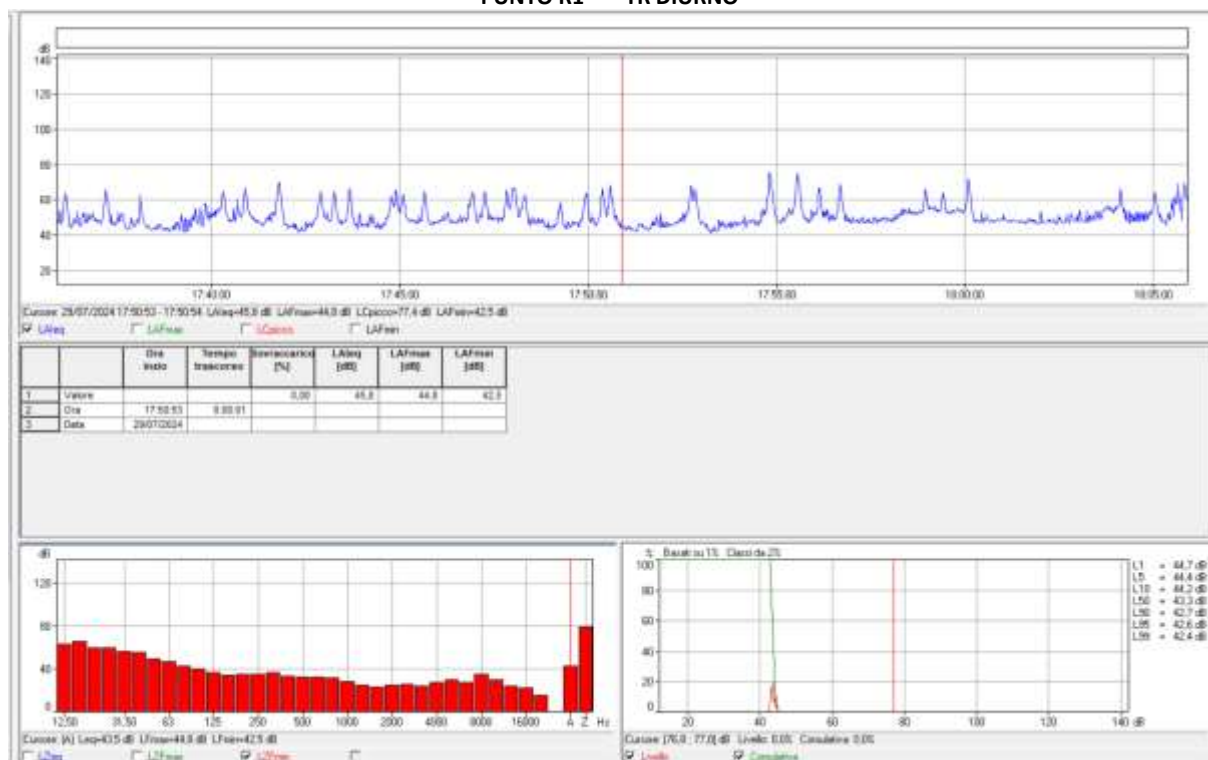 PUNTO R1 TR DIURNO
dB
140
120
100
80
60
40
20
17:40:00 17:45:00 17:50:00 17:55:00 18:00:00 18:05:00
Cursore: 29/07/2024 17:50:53 - 17:50:54 LAeq=45,8 dB LAFmax=44,8 dB LCpicco=77,4 dB LAFmin=42,5 dB
LAeq LAFmax LCpicco LAFmin
Ora inizio Tempo trascorso Sovraccarico [%] LAeq [dB] LAFmax [dB] LAFmin [dB]
1 Valore 0,00 45,8 44,8 42,5
2 Ora 17:50:53 0:00:01
3 Data 29/07/2024
dB
120
80
40
0
12.50 31.50 63 125 250 500 1000 2000 4000 8000 16000 A Z Hz
Cursore: [A] Leq=43,5 dB LFmax=44,8 dB LFmin=42,5 dB
LZeq LZFmax LZFmin
% Basati su 1% Classi da 2%
100
80
60
40
20
0
20 40 60 80 100 120 140 dB
L1 = 44,7 dB
L5 = 44,4 dB
L10 = 44,2 dB
L50 = 43,3 dB
L90 = 42,7 dB
L95 = 42,6 dB
L99 = 42,4 dB
Cursore: [76,8 ; 77,0] dB Livello: 0,0% Cumulativa: 0,0%
Livello Cumulativa